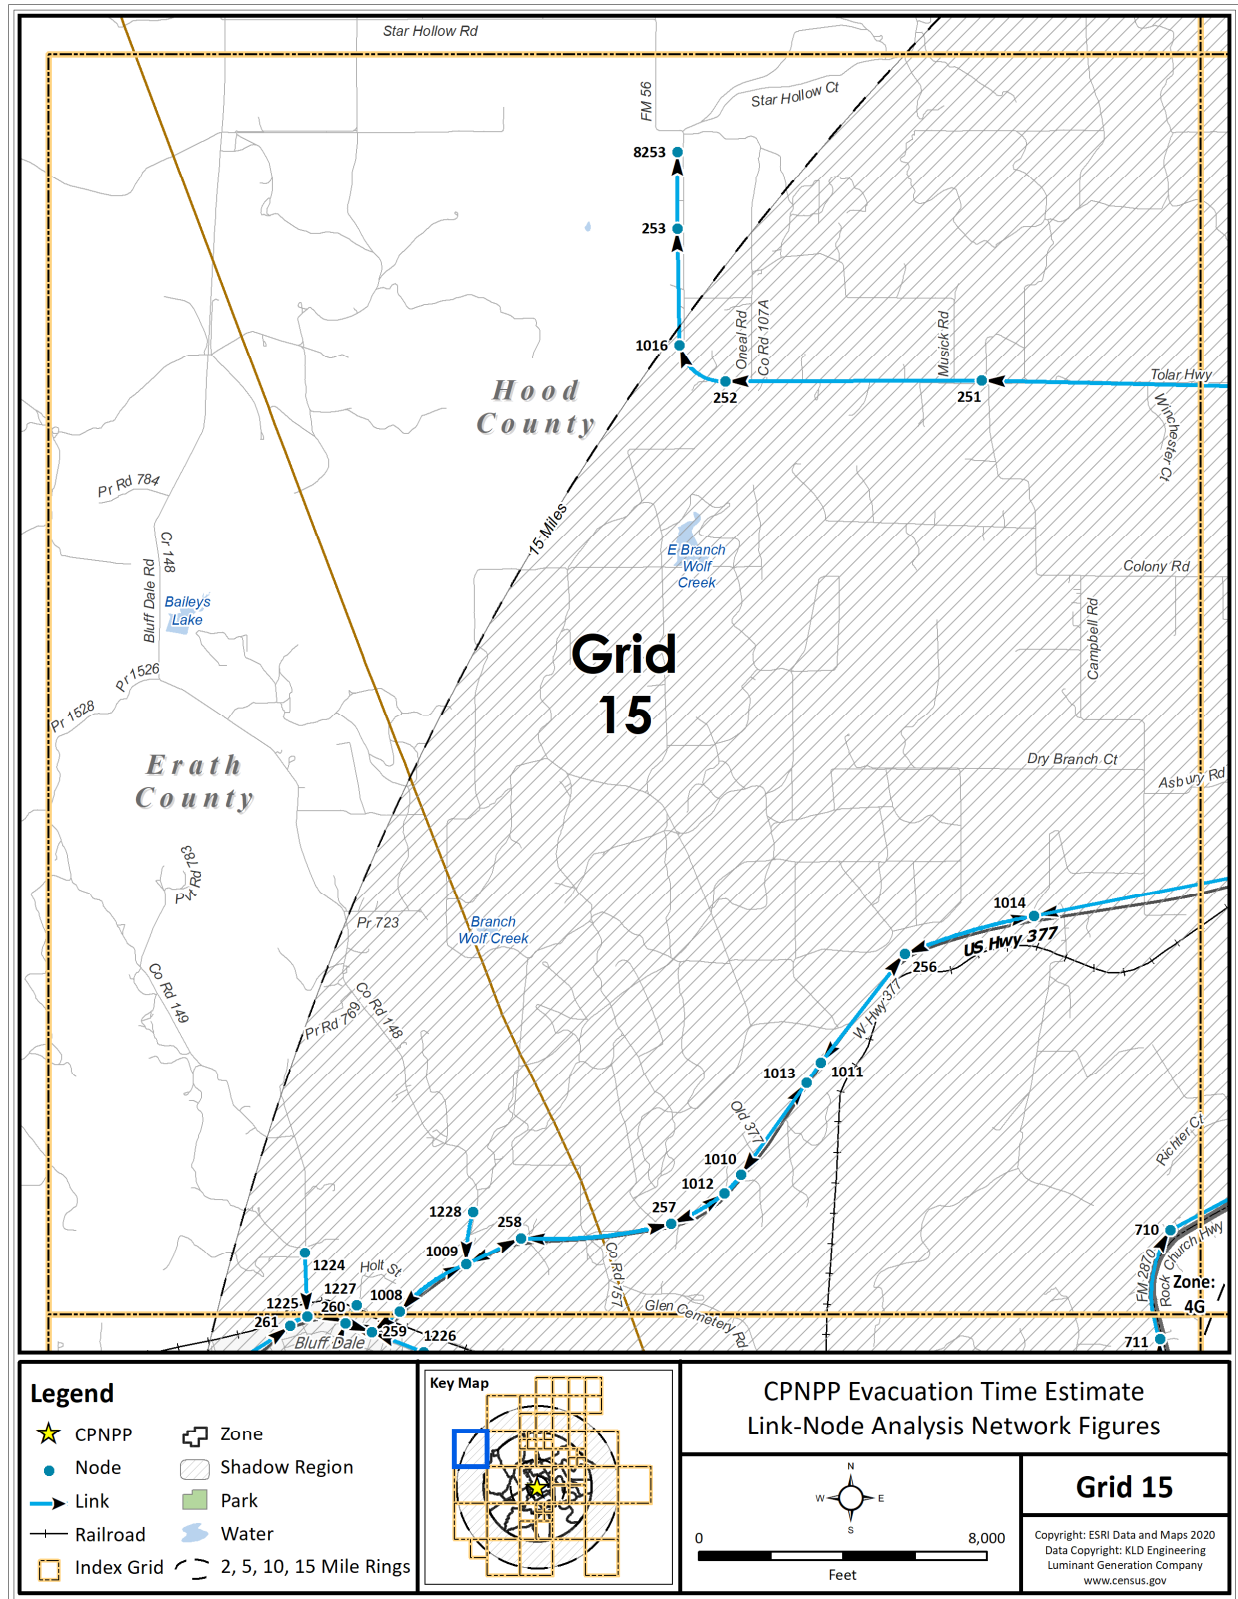 Star Hollow Rd
FM 56
Star Hollow Ct
8253
253
1016
Oneal Rd
Co Rd 107A
Musick Rd
252
251
Tolar Hwy
Winchester Ct
Hood
County
Pr Rd 784
15 Miles
Cr 148
Bluff Dale Rd
E Branch
Wolf
Creek
Colony Rd
Baileys
Lake
Campbell Rd
Grid
15
Pr 1526
Pr 1528
Erath
County
Dry Branch Ct
Asbury Rd
Pvt Rd 783
1014
Pr 723
Branch
Wolf Creek
US Hwy 377
256
Co Rd 149
Co Rd 148
Pr Rd 769
W Hwy 377
1013
1011
Old 377
Richter Ct
1010
1012
257
1228
258
710
1009
1224
Holt St
Co Rd 157
FM 2870
Rock Church Hwy
Zone:
4G
1227
1008
1225
260
261
259
1226
Glen Cemetery Rd
Bluff Dale
711
Legend
CPNPP
Node
Link
Railroad
Index Grid
Zone
Shadow Region
Park
Water
2, 5, 10, 15 Mile Rings
Key Map
CPNPP Evacuation Time Estimate
Link-Node Analysis Network Figures
N
W
E
S
0
8,000
Feet
Grid 15
Copyright: ESRI Data and Maps 2020
Data Copyright: KLD Engineering
Luminant Generation Company
www.census.gov